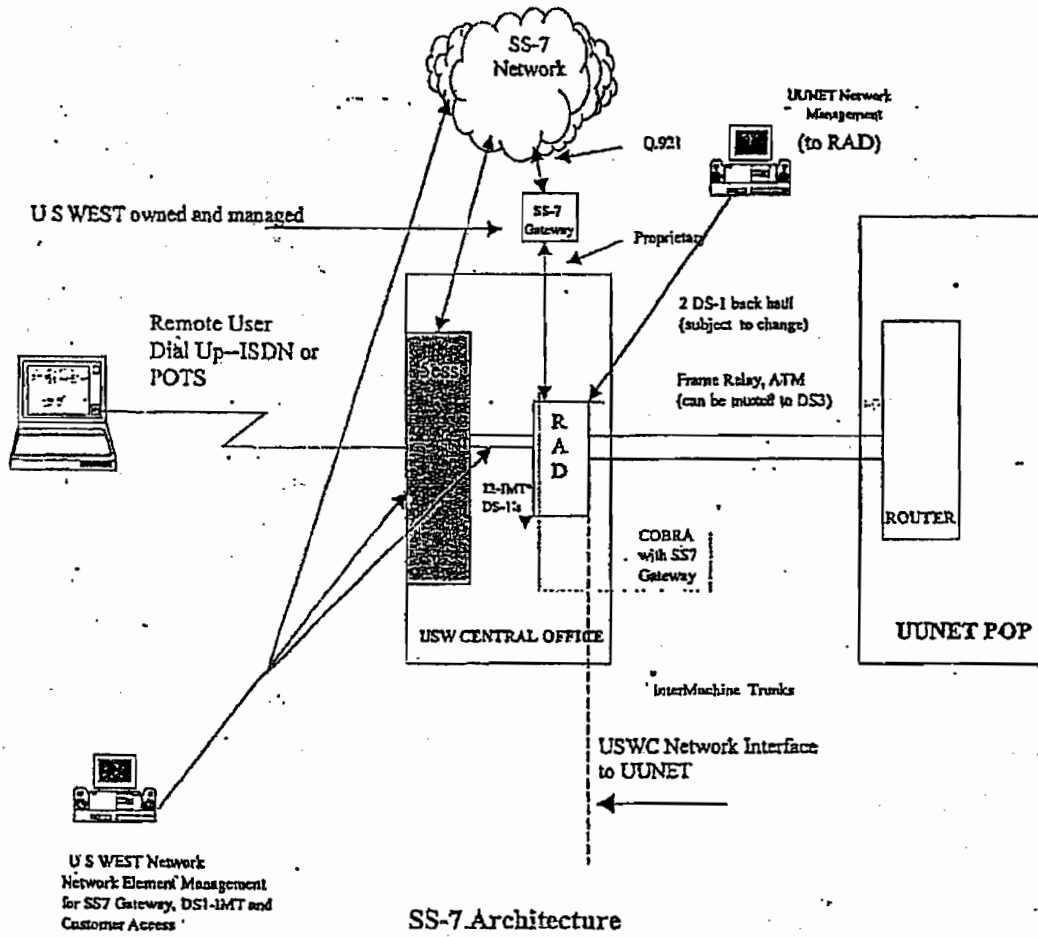 SS-7
Network
UUNET Network
Management
(to RAD)
Q.921
U S WEST owned and managed
SS-7
Gateway
Proprietary
2 DS-1 back haul
(subject to change)
Remote User
Dial Up--ISDN or
POTS
5ess
Frame Relay, ATM
(can be muxed to DS3)
R
A
D
12-IMT
DS-1's
ROUTER
COBRA
with SS7
Gateway
USW CENTRAL OFFICE
UUNET POP
InterMachine Trunks
USWC Network Interface
to UUNET
U S WEST Network
Network Element Management
for SS7 Gateway, DS1-IMT and
Customer Access
SS-7 Architecture